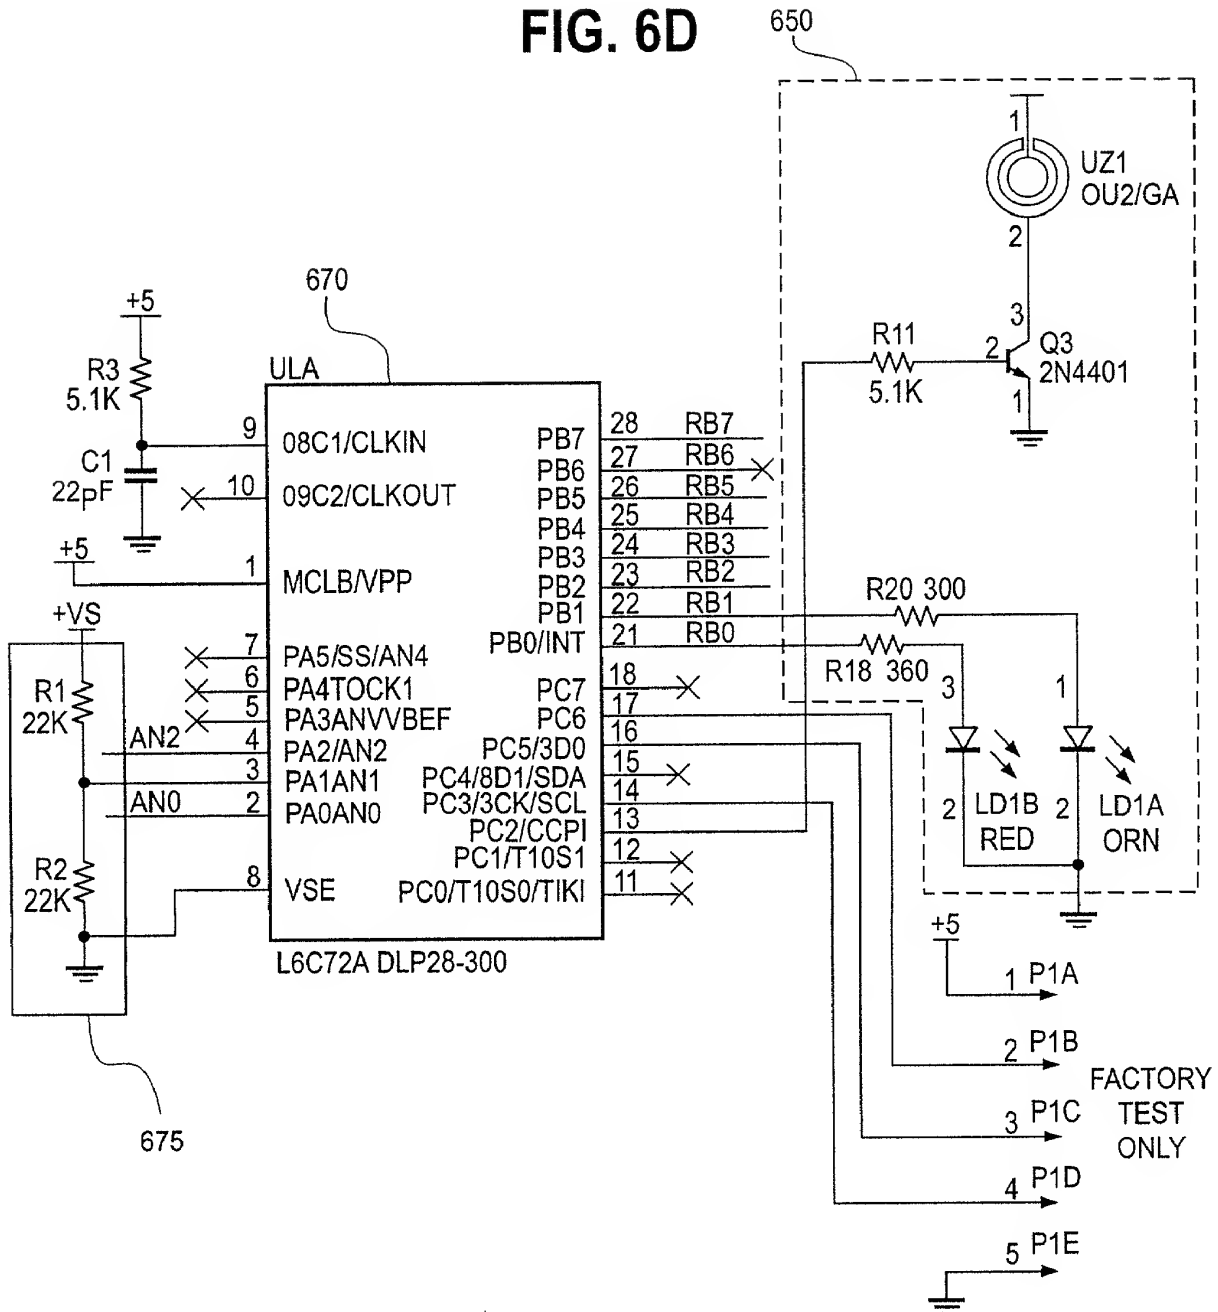 FIG. 6D
650
1
UZ1
OU2/GA
2
670
+5
3
R11
2
Q3
2N4401
5.1K
1
R3
5.1K
ULA
9
08C1/CLKIN
C1
22pF
10
09C2/CLKOUT
+5
1
MCLB/VPP
+VS
7
PA5/SS/AN4
6
PA4TOCK1
5
PA3ANVVBEF
R1
22K
AN2
4
PA2/AN2
3
PA1AN1
AN0
2
PA0AN0
R2
22K
8
VSE
PB7
28
RB7
PB6
27
RB6
PB5
26
RB5
PB4
25
RB4
PB3
24
RB3
PB2
23
RB2
PB1
22
RB1
R20 300
PB0/INT
21
RB0
R18 360
PC7
18
PC6
17
PC5/3D0
16
PC4/8D1/SDA
15
PC3/3CK/SCL
14
PC2/CCPI
13
PC1/T10S1
12
PC0/T10S0/TIKI
11
3
1
2
LD1B
RED
2
LD1A
ORN
L6C72A DLP28-300
675
+5
1
P1A
2
P1B
3
P1C
4
P1D
5
P1E
FACTORY
TEST
ONLY